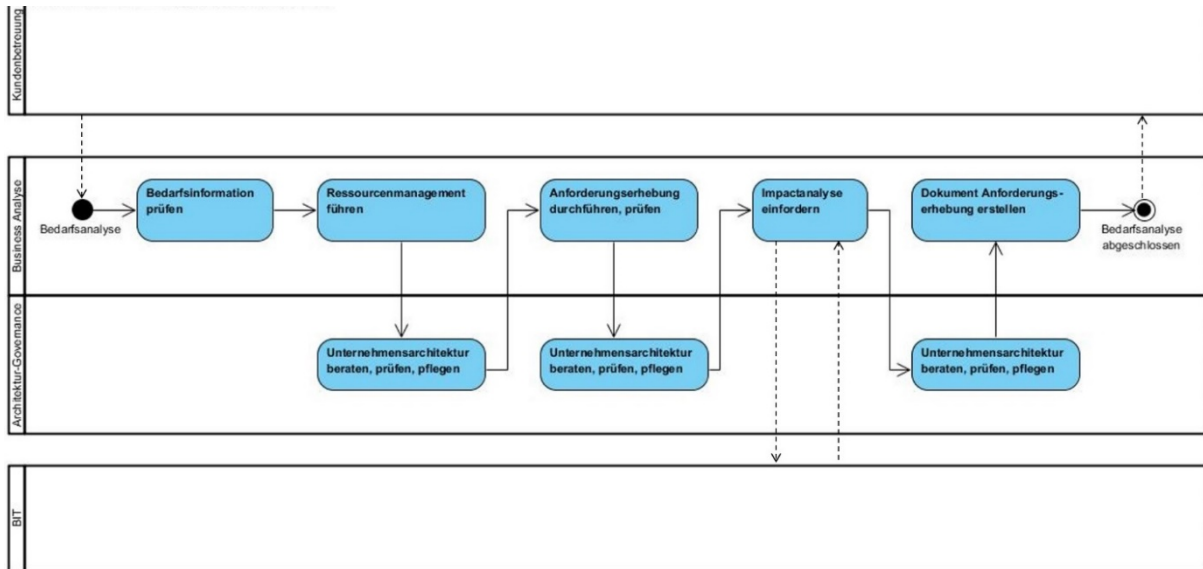 Kundenbetreuung
Business Analyse
Bedarfsanalyse
Bedarfsinformation
prüfen
Ressourcenmanagement
führen
Anforderungserhebung
durchführen, prüfen
Impactanalyse
einfordern
Dokument Anforderungs-
erhebung erstellen
Bedarfsanalyse
abgeschlossen
Architektur-Governance
Unternehmensarchitektur
beraten, prüfen, pflegen
Unternehmensarchitektur
beraten, prüfen, pflegen
Unternehmensarchitektur
beraten, prüfen, pflegen
BIT